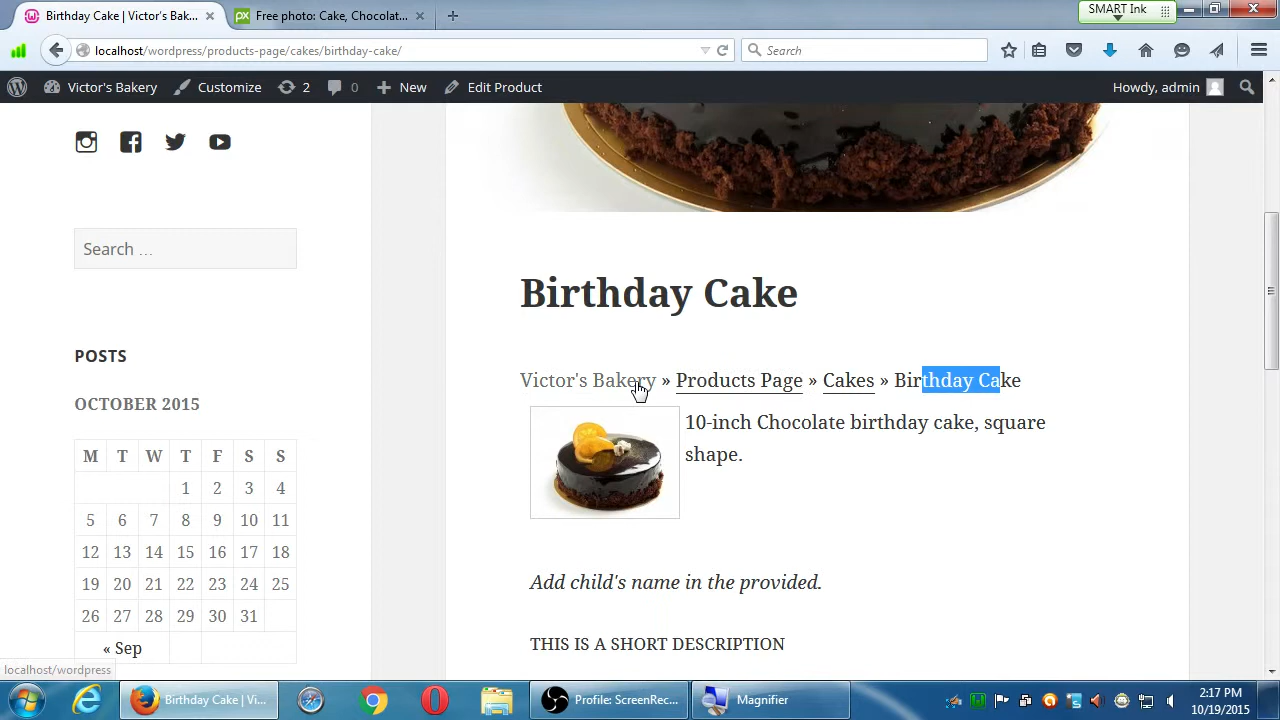 Birthday Cake | Victor's Bak...
Free photo: Cake, Chocolat...
SMART Ink
localhost/wordpress/products-page/cakes/birthday-cake/
Search
Victor's Bakery
Customize
2
0
New
Edit Product
Howdy, admin
Search …
POSTS
OCTOBER 2015
M T W T F S S
1 2 3 4
5 6 7 8 9 10 11
12 13 14 15 16 17 18
19 20 21 22 23 24 25
26 27 28 29 30 31
« Sep
Birthday Cake
Victor's Bakery » Products Page » Cakes » Birthday Cake
10-inch Chocolate birthday cake, square
shape.
Add child's name in the provided.
THIS IS A SHORT DESCRIPTION
localhost/wordpress
Birthday Cake | Vi...
Profile: ScreenRec...
Magnifier
2:17 PM
10/19/2015